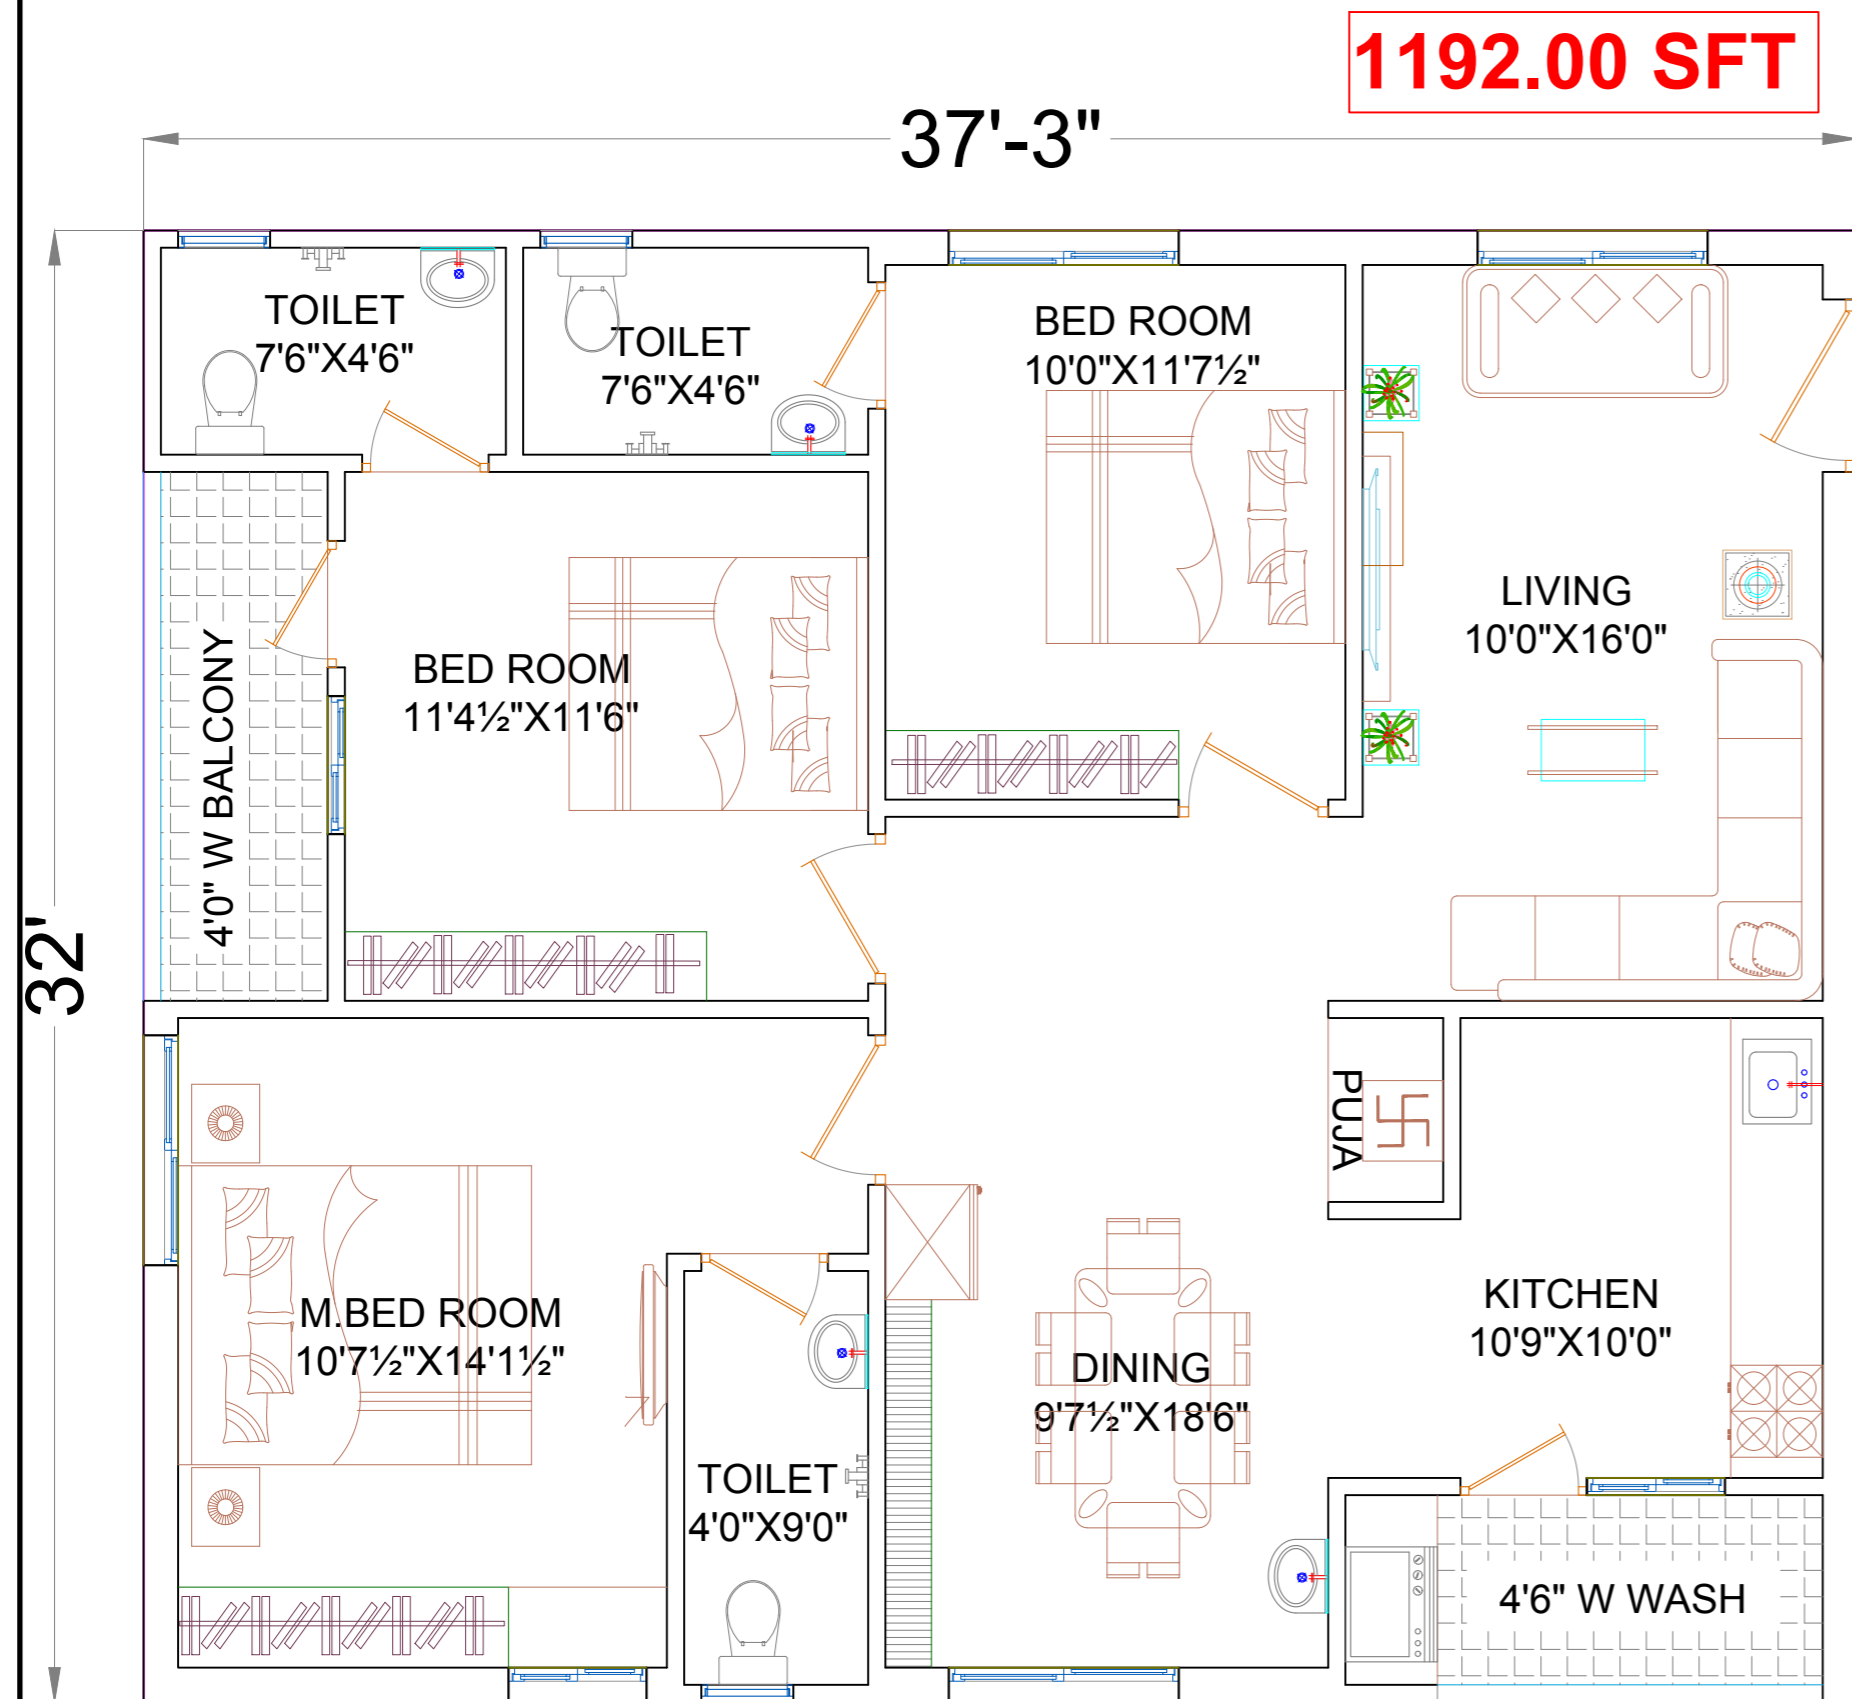 1192.00 SFT
37'-3"
32'
TOILET
7'6"X4'6"
TOILET
7'6"X4'6"
BED ROOM
10'0"X11'7½"
LIVING
10'0"X16'0"
BED ROOM
11'4½"X11'6"
4'0" W BALCONY
PUJA
M.BED ROOM
10'7½"X14'1½"
KITCHEN
10'9"X10'0"
DINING
9'7½"X18'6"
TOILET
4'0"X9'0"
4'6" W WASH